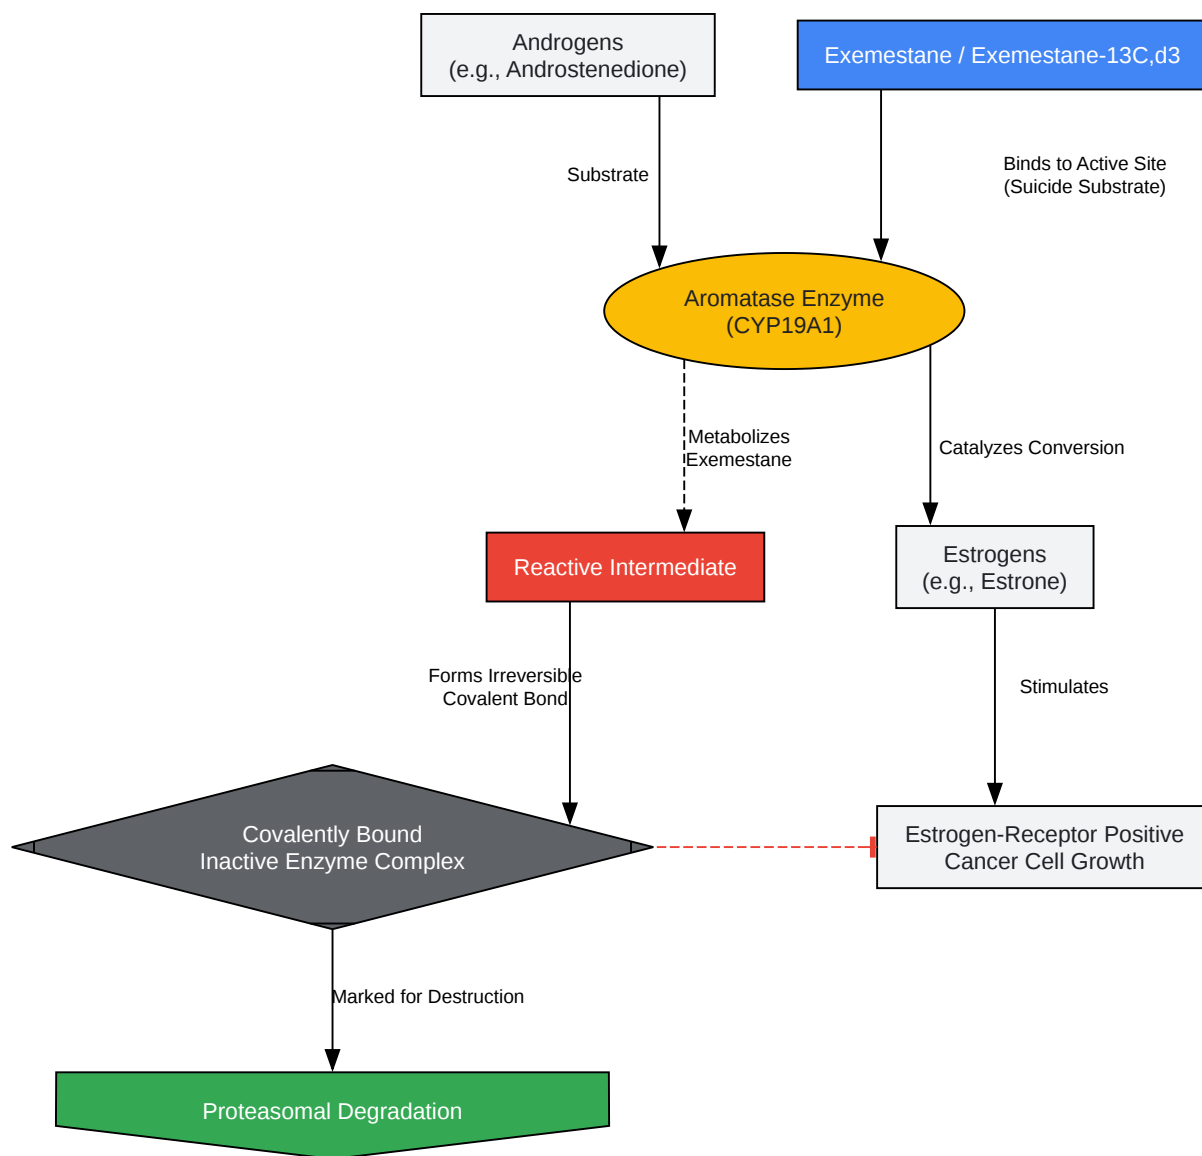 Androgens
(e.g., Androstenedione)
Exemestane / Exemestane-13C,d3
Substrate
Binds to Active Site
(Suicide Substrate)
Aromatase Enzyme
(CYP19A1)
Metabolizes
Exemestane
Catalyzes Conversion
Reactive Intermediate
Estrogens
(e.g., Estrone)
Forms Irreversible
Covalent Bond
Stimulates
Covalently Bound
Inactive Enzyme Complex
Estrogen-Receptor Positive
Cancer Cell Growth
Marked for Destruction
Proteasomal Degradation